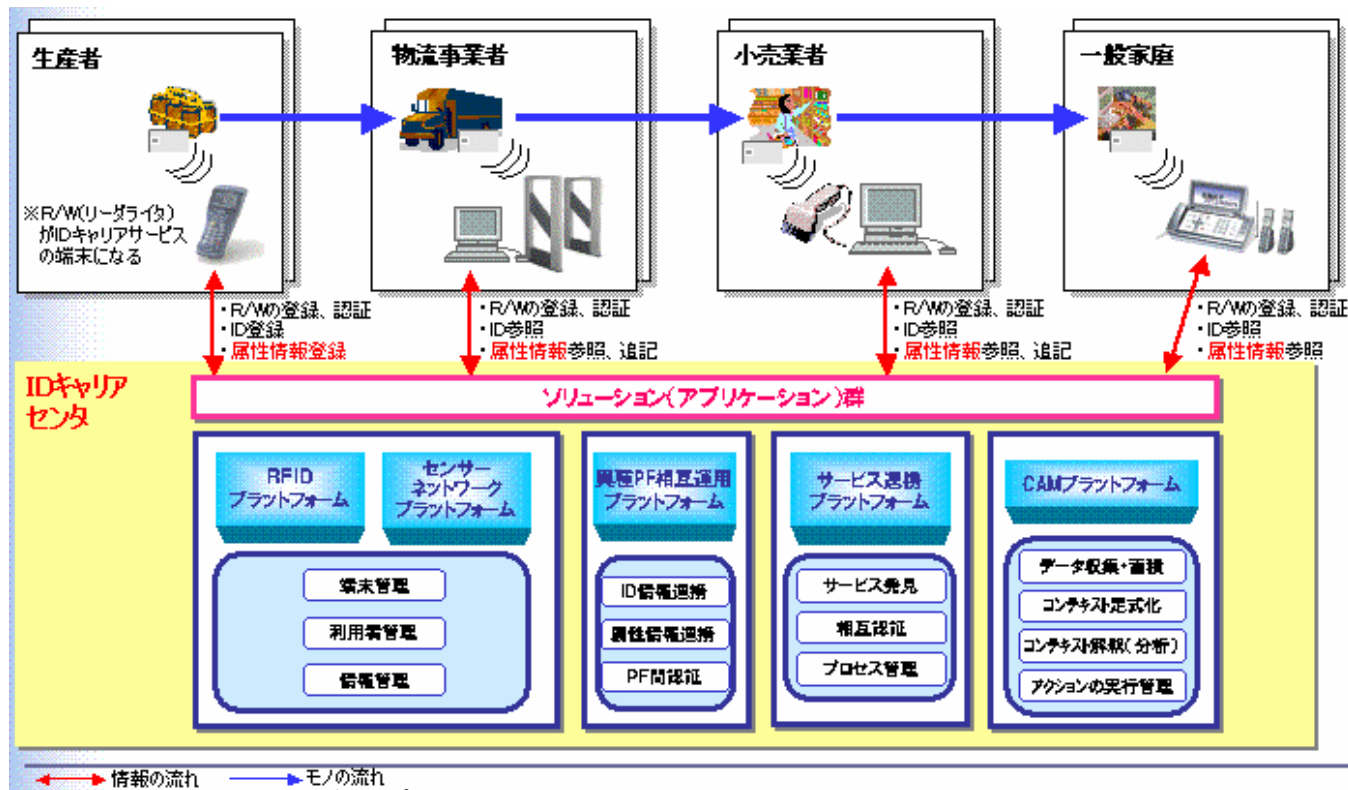 生産者
物流事業者
小売業者
一般家庭
※R/W(リーダライタ)
がIDキャリアサービス
の端末になる
・R/Wの登録、認証
・ID登録
・属性情報登録
・R/Wの登録、認証
・ID参照
・属性情報参照、追記
・R/Wの登録、認証
・ID参照
・属性情報参照、追記
・R/Wの登録、認証
・ID参照
・属性情報参照
IDキャリア
センタ
ソリューション(アプリケーション)群
RFID
プラットフォーム
センサー
ネットワーク
プラットフォーム
異種PF相互運用
プラットフォーム
サービス連携
プラットフォーム
CAMプラットフォーム
端末管理
利用者管理
情報管理
ID情報連携
属性情報連携
PF間認証
サービス発見
相互認証
プロセス管理
データ収集・蓄積
コンテキスト定式化
コンテキスト解釈(分析)
アクションの実行管理
情報の流れ
モノの流れ